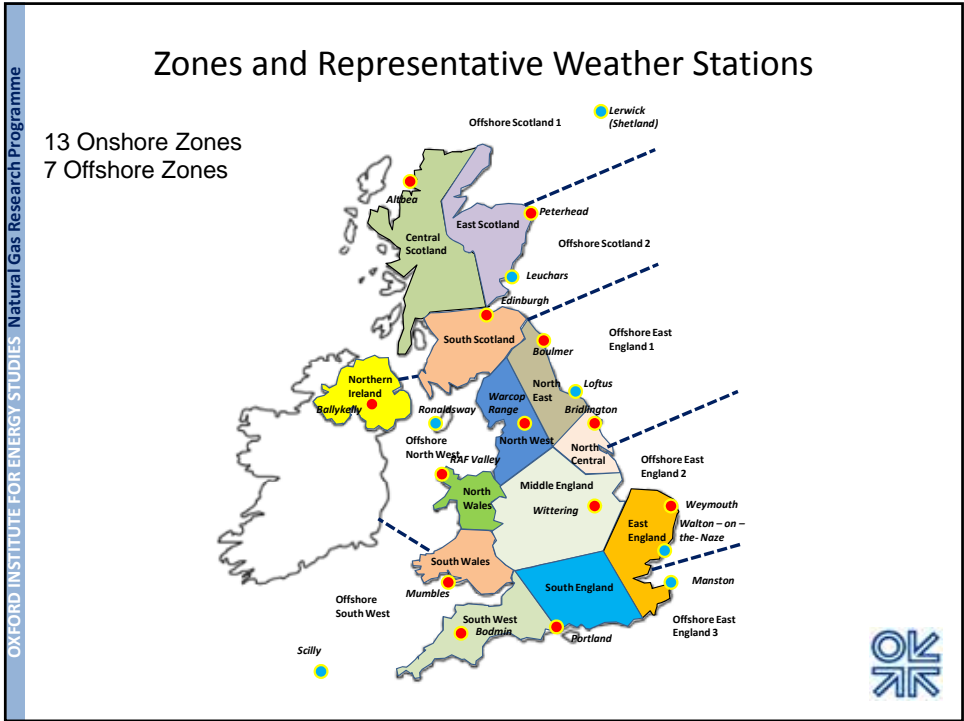 Zones and Representative Weather Stations
OXFORD INSTITUTE FOR ENERGY STUDIES Natural Gas Research Programme
13 Onshore Zones
7 Offshore Zones
Offshore Scotland 1
Lerwick
(Shetland)
Altbea
East Scotland
Peterhead
Central
Scotland
Offshore Scotland 2
Leuchars
Edinburgh
South Scotland
Offshore East
England 1
Boulmer
Northern
Ireland
Ballykelly
Ronaldsway
Warcop
Range
North
East
Loftus
Bridlington
Offshore
North West
North West
RAF Valley
North
Central
Offshore East
England 2
North
Wales
Middle England
Wittering
East
England
Weymouth
Walton – on –
the- Naze
South Wales
South England
Manston
Mumbles
Offshore
South West
South West
Bodmin
Portland
Offshore East
England 3
Scilly